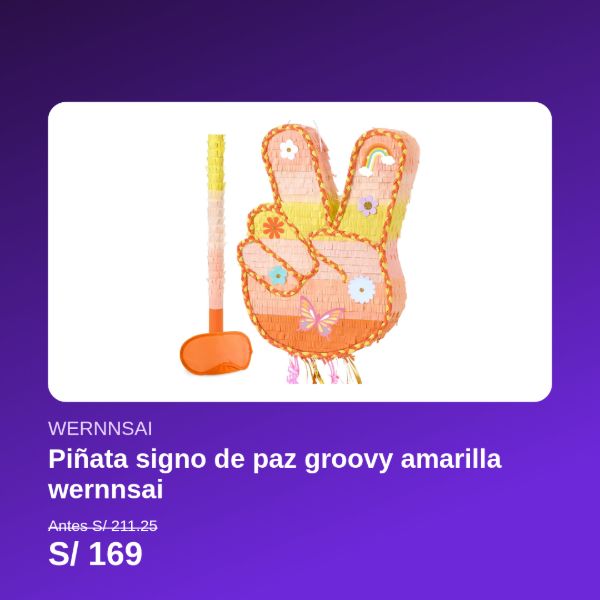 WERNNSAI
Piñata signo de paz groovy amarilla
wernnsai
Antes S/ 211.25
S/ 169